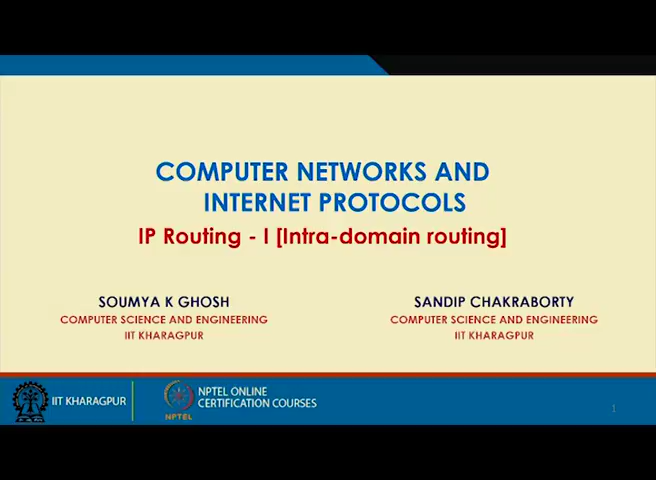 COMPUTER NETWORKS AND
INTERNET PROTOCOLS
IP Routing - I [Intra-domain routing]
SOUMYA K GHOSH
COMPUTER SCIENCE AND ENGINEERING
IIT KHARAGPUR
SANDIP CHAKRABORTY
COMPUTER SCIENCE AND ENGINEERING
IIT KHARAGPUR
IIT KHARAGPUR
NPTEL
NPTEL ONLINE
CERTIFICATION COURSES
1